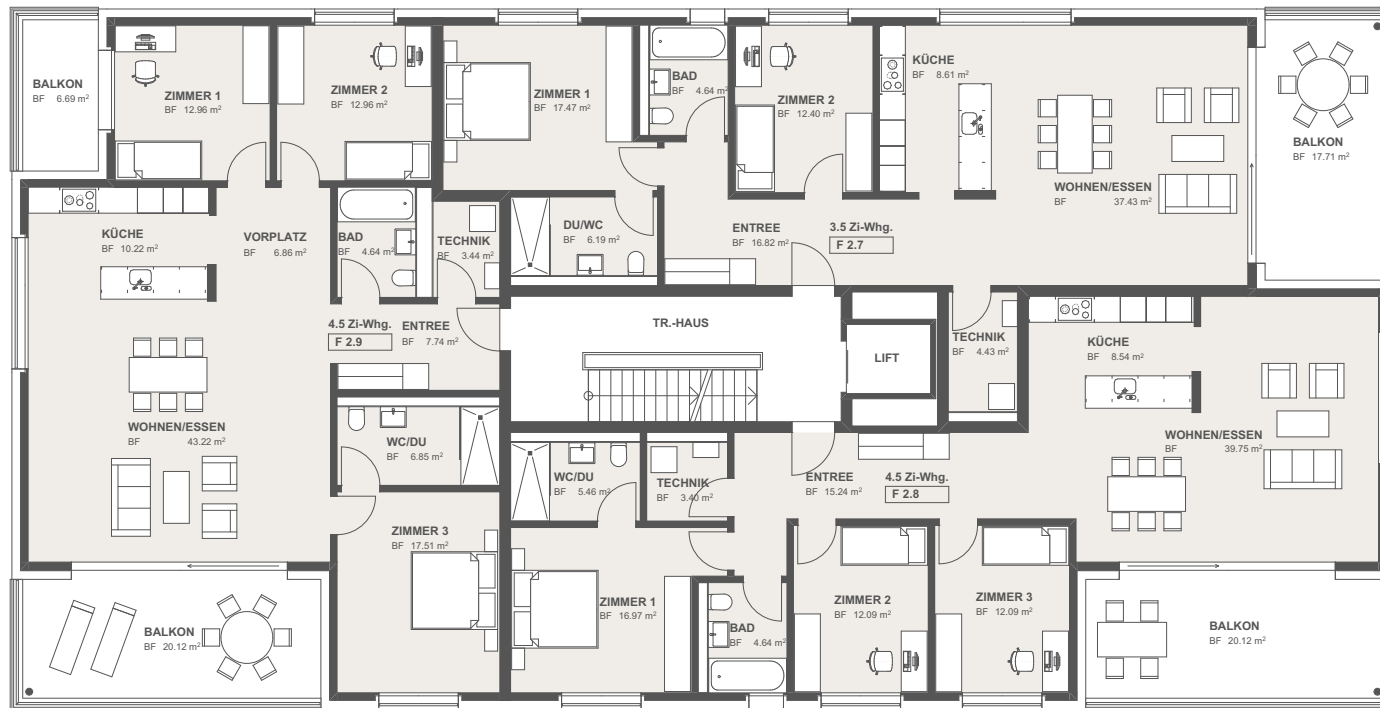 BALKON
BF 6.69 m²
ZIMMER 1
BF 12.96 m²
ZIMMER 2
BF 12.96 m²
ZIMMER 1
BF 17.47 m²
BAD
BF 4.64 m²
ZIMMER 2
BF 12.40 m²
KÜCHE
BF 8.61 m²
WOHNEN/ESSEN
BF 37.43 m²
BALKON
BF 17.71 m²
KÜCHE
BF 10.22 m²
VORPLATZ
BF 6.86 m²
BAD
BF 4.64 m²
TECHNIK
BF 3.44 m²
DU/WC
BF 6.19 m²
ENTREE
BF 16.82 m²
3.5 Zi-Whg.
F 2.7
4.5 Zi-Whg.
F 2.9
ENTREE
BF 7.74 m²
TR.-HAUS
LIFT
TECHNIK
BF 4.43 m²
KÜCHE
BF 8.54 m²
WOHNEN/ESSEN
BF 43.22 m²
WC/DU
BF 6.85 m²
WOHNEN/ESSEN
BF 39.75 m²
WC/DU
BF 5.46 m²
TECHNIK
BF 3.40 m²
ENTREE
BF 15.24 m²
4.5 Zi-Whg.
F 2.8
ZIMMER 3
BF 17.51 m²
ZIMMER 1
BF 16.97 m²
ZIMMER 2
BF 12.09 m²
ZIMMER 3
BF 12.09 m²
BALKON
BF 20.12 m²
BAD
BF 4.64 m²
BALKON
BF 20.12 m²